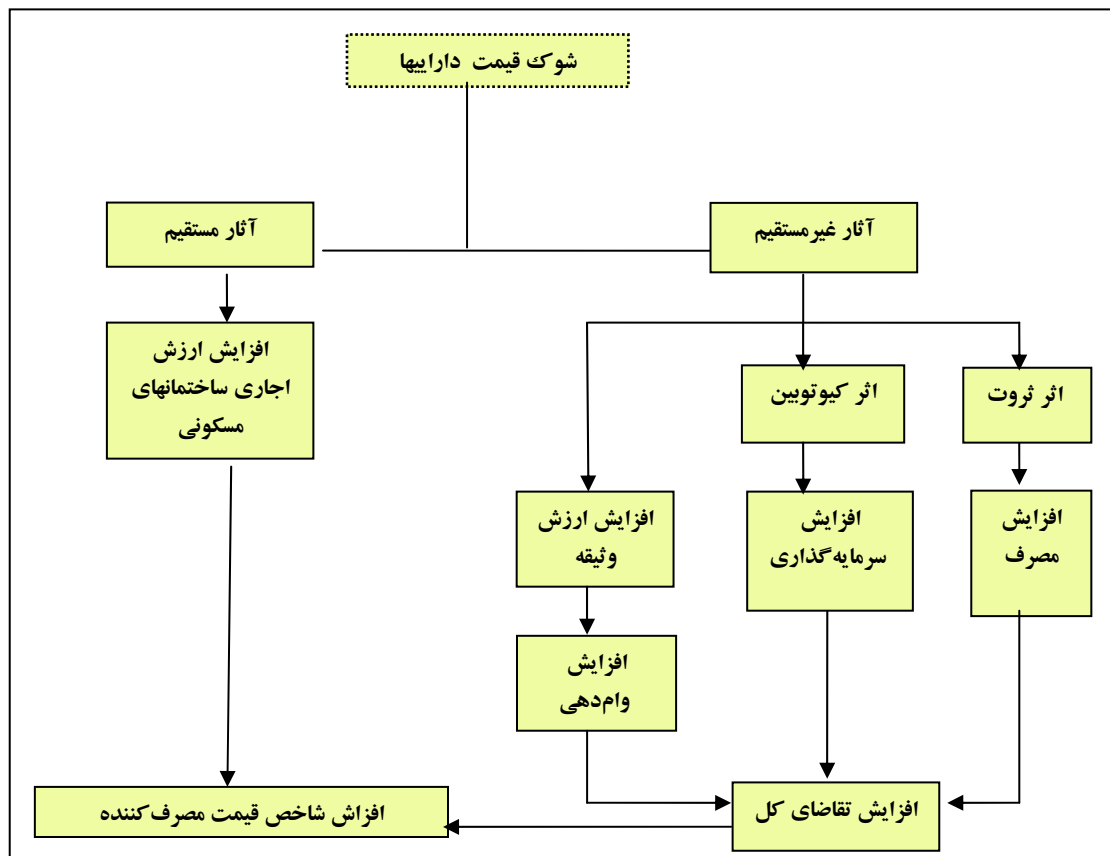 شوک قیمت داراییها
آثار غیرمستقیم
آثار مستقیم
افزایش ارزش
اجاری ساختمانهای
مسکونی
اثر ثروت
اثر کیوتوبین
افزایش
مصرف
افزایش
سرمایه‌گذاری
افزایش ارزش
وثیقه
افزایش
وام‌دهی
افزایش تقاضای کل
افزاش شاخص قیمت مصرف‌کننده